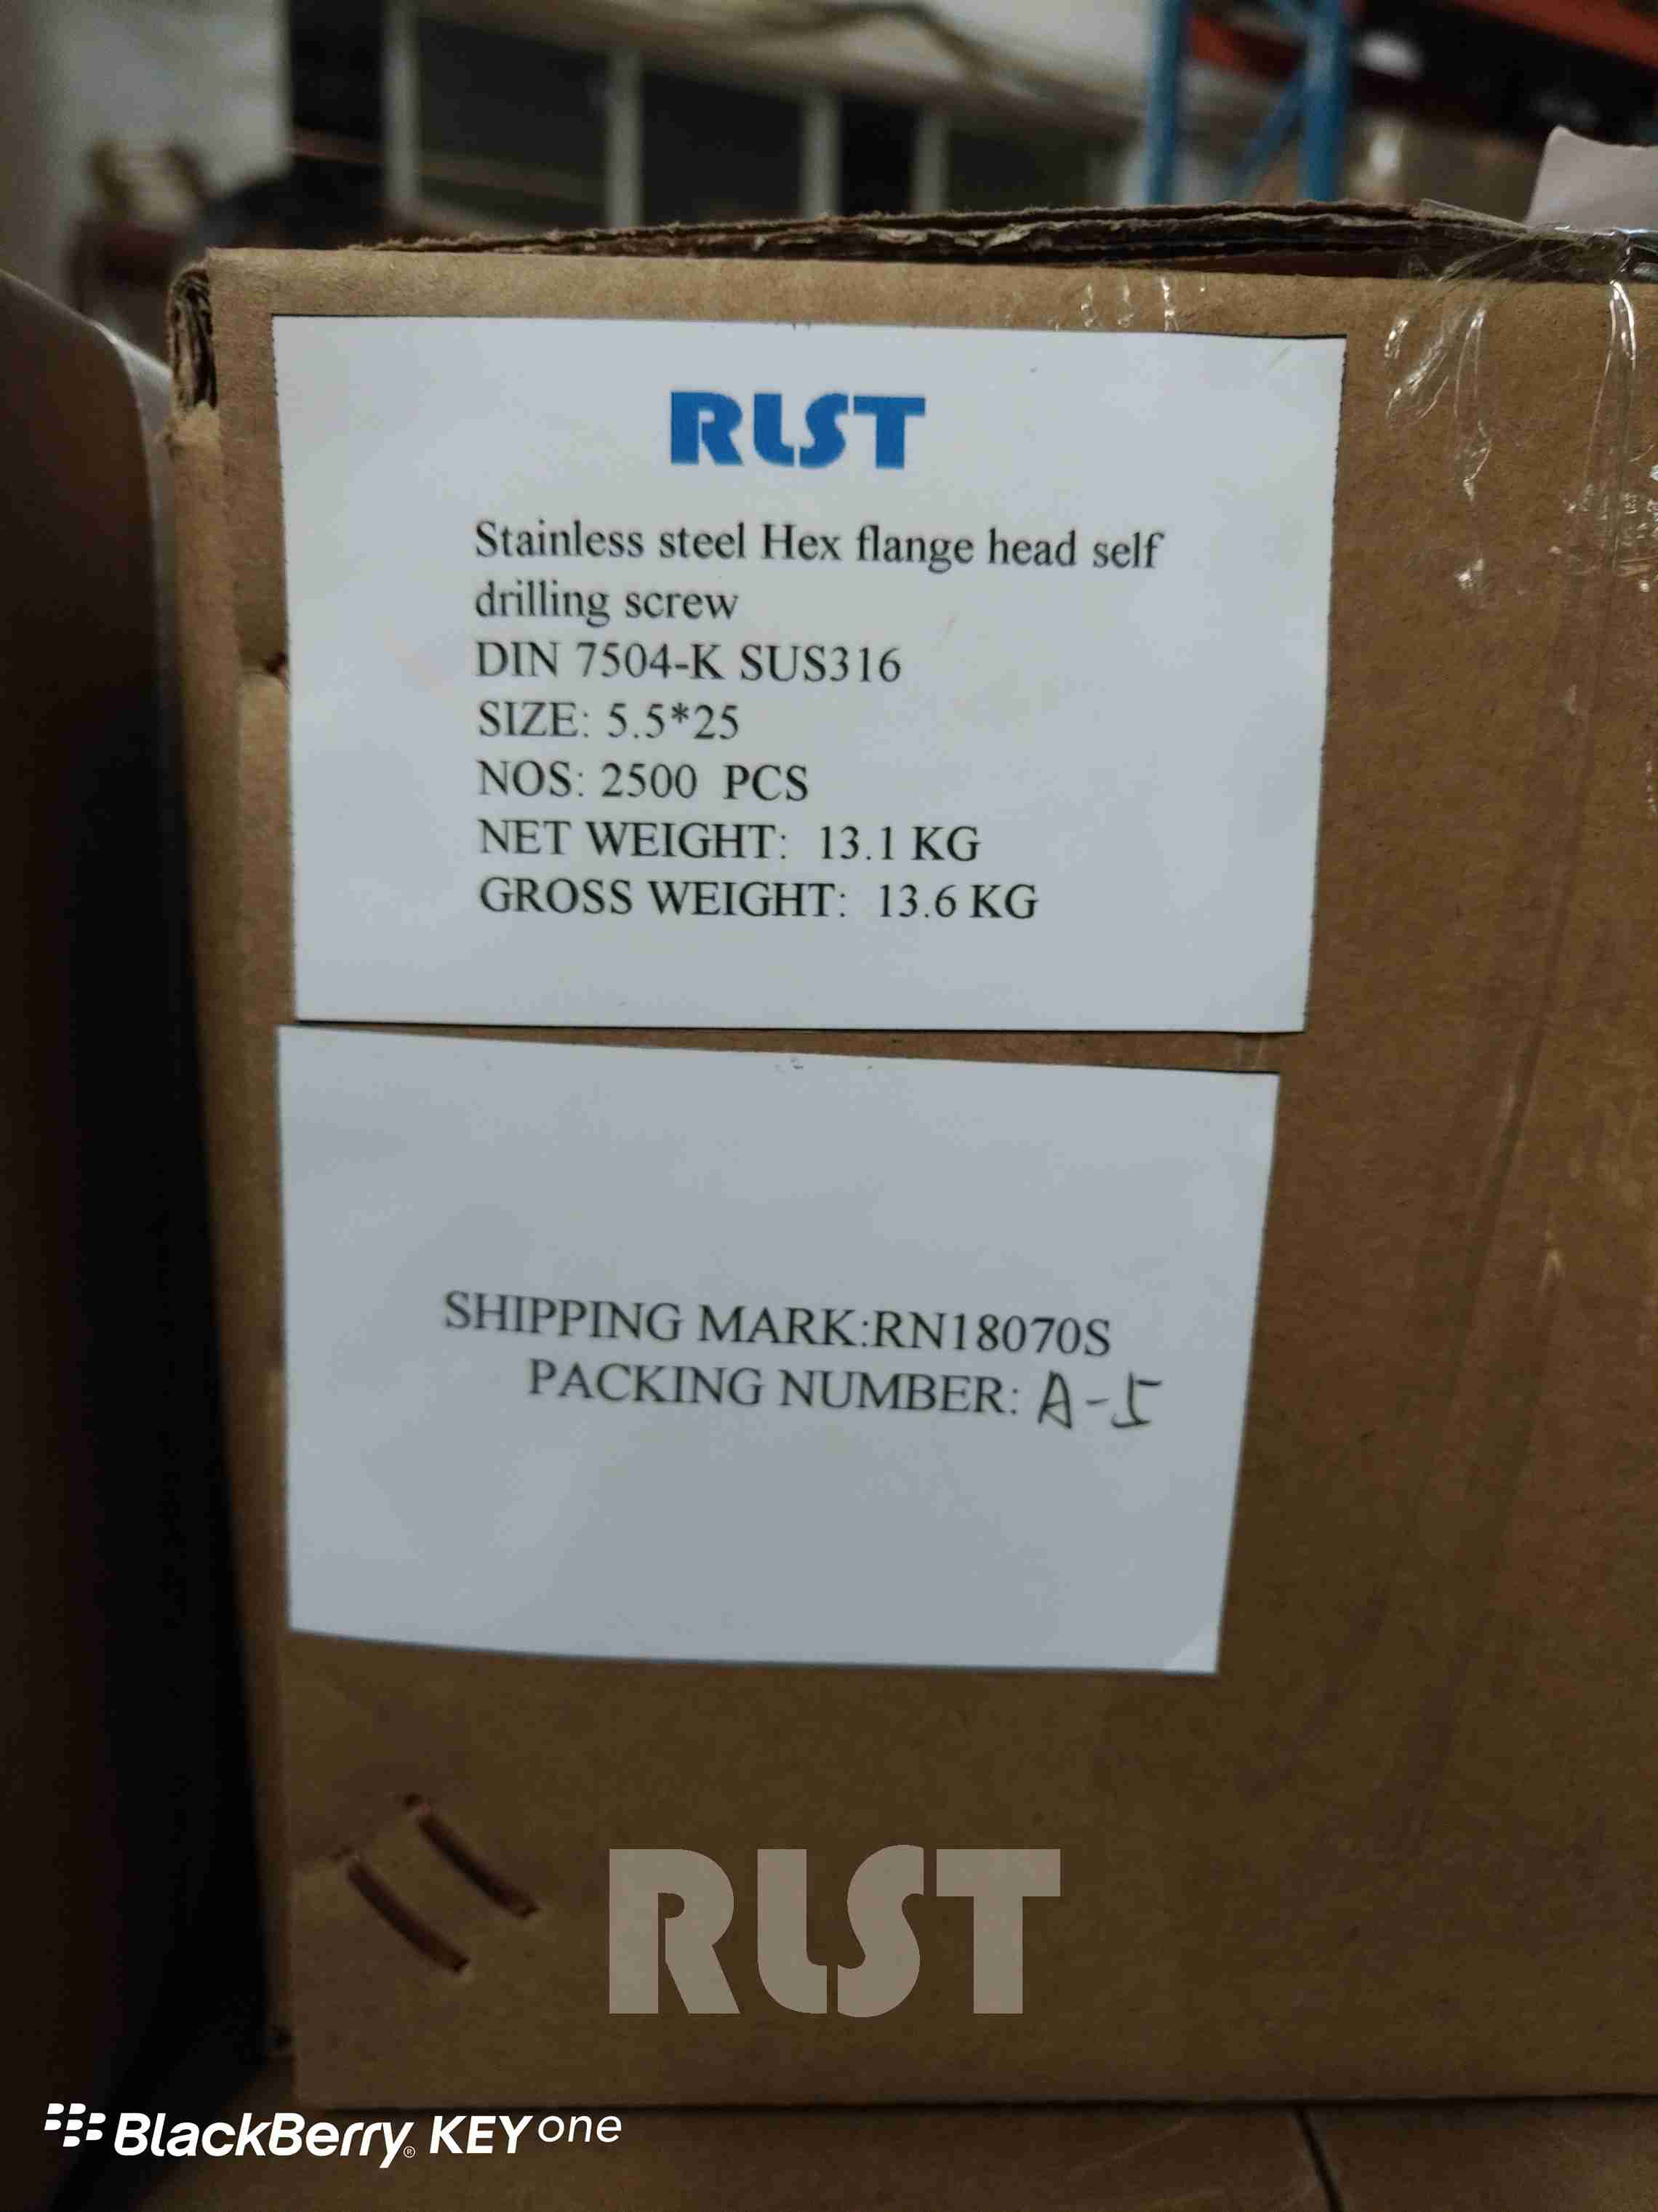 RLST
Stainless steel Hex flange head self
drilling screw
DIN 7504-K SUS316
SIZE: 5.5*25
NOS: 2500 PCS
NET WEIGHT: 13.1 KG
GROSS WEIGHT: 13.6 KG
SHIPPING MARK:RN18070S
PACKING NUMBER: A-5
RLST
BlackBerry® KEYone